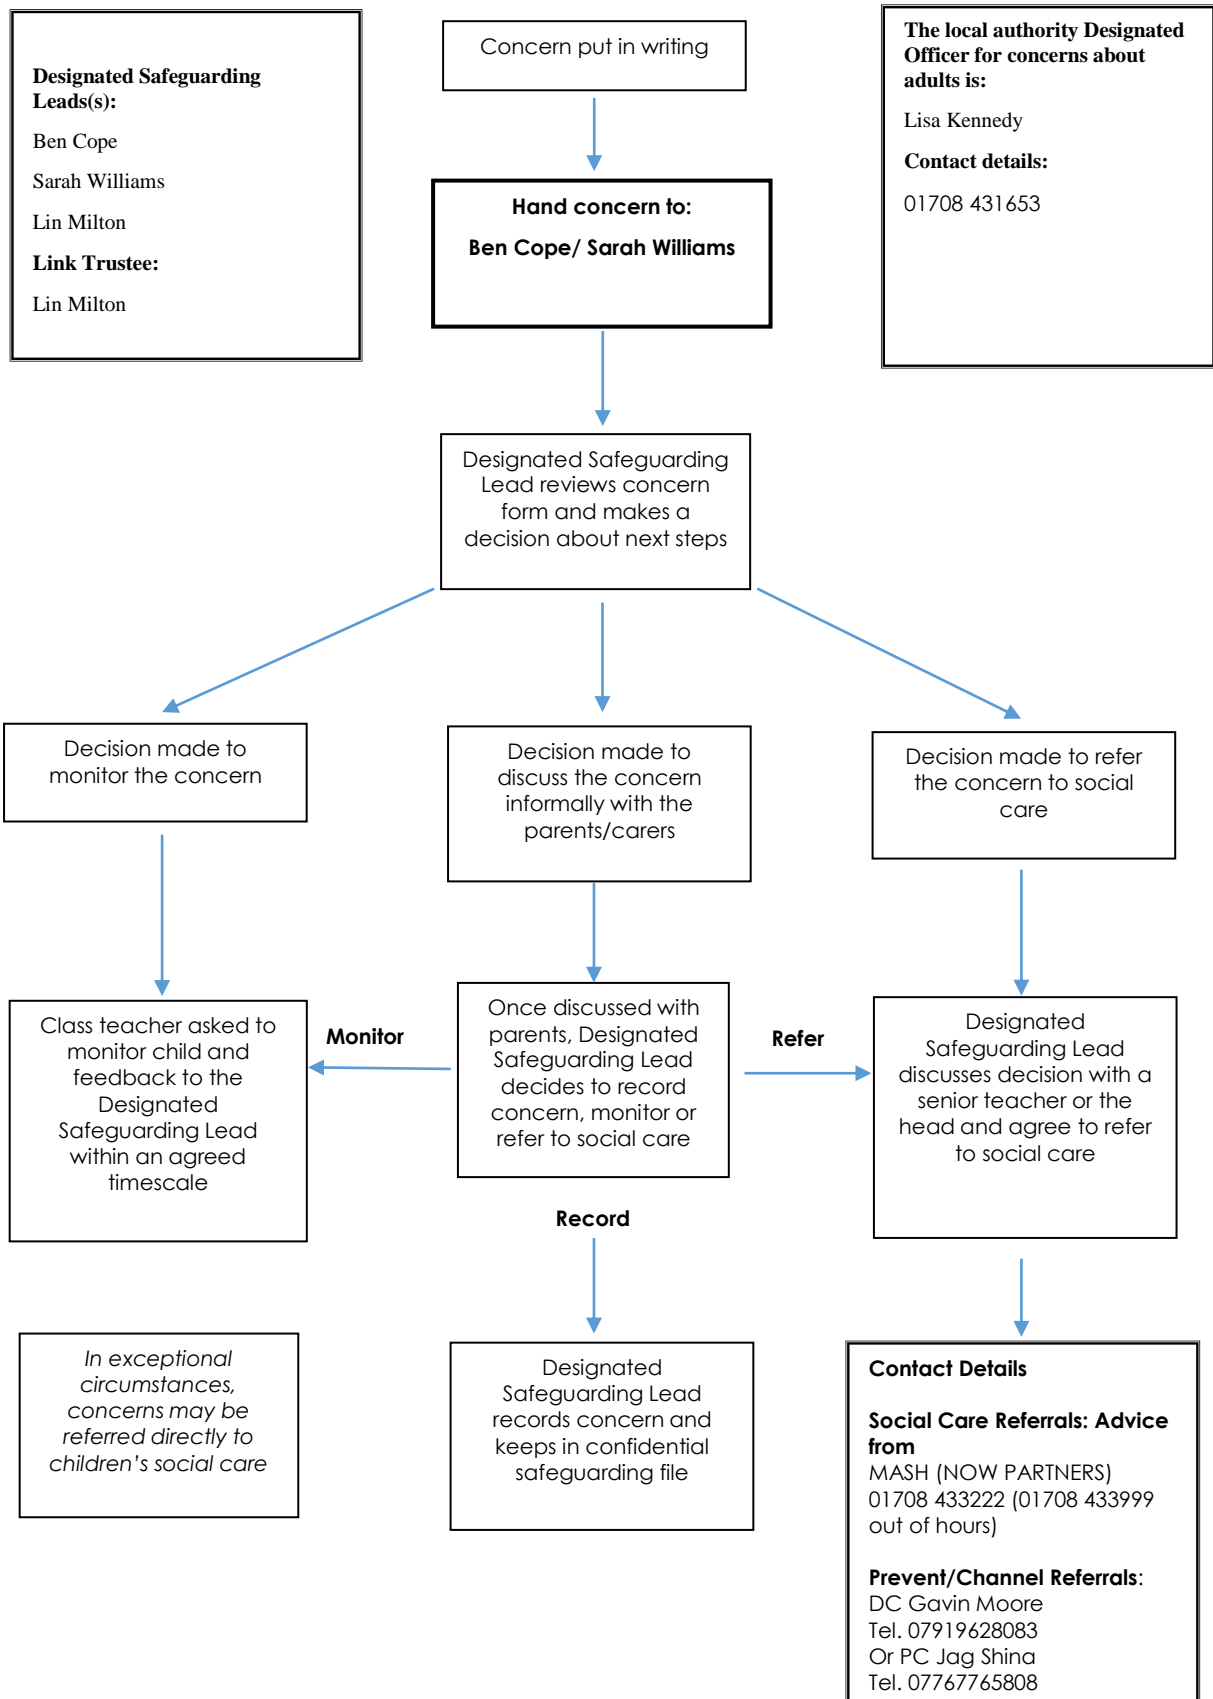 Designated Safeguarding
Leads(s):
Ben Cope
Sarah Williams
Lin Milton
Link Trustee:
Lin Milton
Concern put in writing
The local authority Designated
Officer for concerns about
adults is:
Lisa Kennedy
Contact details:
01708 431653
Hand concern to:
Ben Cope/ Sarah Williams
Designated Safeguarding
Lead reviews concern
form and makes a
decision about next steps
Decision made to
monitor the concern
Decision made to
discuss the concern
informally with the
parents/carers
Decision made to refer
the concern to social
care
Class teacher asked to
monitor child and
feedback to the
Designated
Safeguarding Lead
within an agreed
timescale
Monitor
Once discussed with
parents, Designated
Safeguarding Lead
decides to record
concern, monitor or
refer to social care
Refer
Designated
Safeguarding Lead
discusses decision with a
senior teacher or the
head and agree to refer
to social care
Record
In exceptional
circumstances,
concerns may be
referred directly to
children's social care
Designated
Safeguarding Lead
records concern and
keeps in confidential
safeguarding file
Contact Details
Social Care Referrals: Advice
from
MASH (NOW PARTNERS)
01708 433222 (01708 433999
out of hours)
Prevent/Channel Referrals:
DC Gavin Moore
Tel. 07919628083
Or PC Jag Shina
Tel. 07767765808